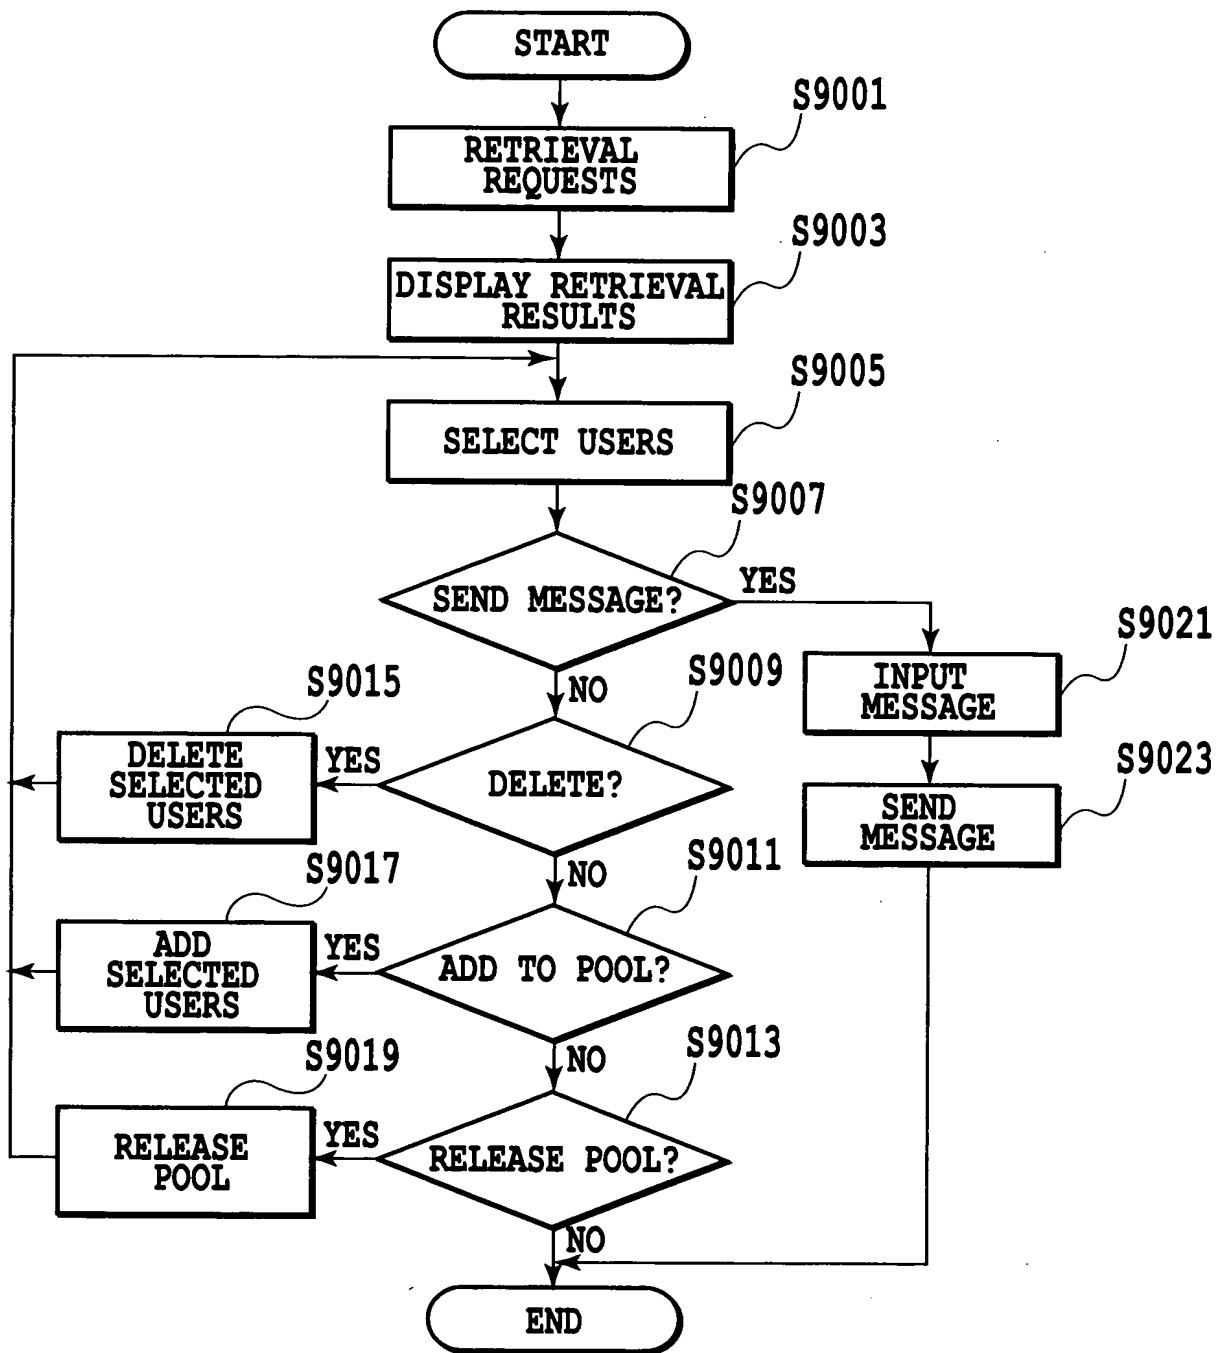 START
S9001
RETRIEVAL
REQUESTS
S9003
DISPLAY RETRIEVAL
RESULTS
S9005
SELECT USERS
S9007
SEND MESSAGE?
YES
S9021
INPUT
MESSAGE
NO
S9009
S9015
DELETE
SELECTED
USERS
YES
DELETE?
S9023
SEND
MESSAGE
NO
S9011
S9017
ADD
SELECTED
USERS
YES
ADD TO POOL?
NO
S9013
S9019
RELEASE
POOL
YES
RELEASE POOL?
NO
END